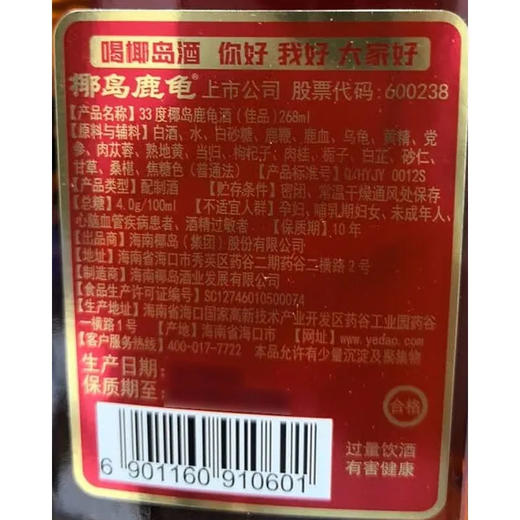 喝椰岛酒 你好 我好 大家好
椰岛鹿龟® 上市公司 股票代码:600238
【产品名称】33度椰岛鹿龟酒(佳品)268ml
【原料与辅料】白酒、水、白砂糖、鹿鞭、鹿血、乌龟、黄精、党
参、肉苁蓉、熟地黄、当归、枸杞子、肉桂、栀子、白芷、砂仁、
甘草、桑椹、焦糖色(普通法) 【产品标准号】Q/HYJY 0012S
【产品类型】配制酒 【贮存条件】密闭、常温干燥通风处保存
【总糖】4.0g/100ml 【不适宜人群】孕妇、哺乳期妇女、未成年人、
心脑血管疾病患者、酒精过敏者. 【保质期】10年
【出品商】海南椰岛(集团)股份有限公司
【地址】海南省海口市秀英区药谷二期药谷二横路2号
【制造商】海南椰岛酒业发展有限公司
【食品生产许可证编号】SC12746010500074
【生产地址】海南省海口国家高新技术产业开发区药谷工业园药谷
一横路1号 【产地】海南省海口市 【网址】www.yedao.com
【客户服务热线】400-017-7722 本品允许有少量沉淀及聚集物
生产日期:
保质期至:
合格
6 901160 910601
过量饮酒
有害健康